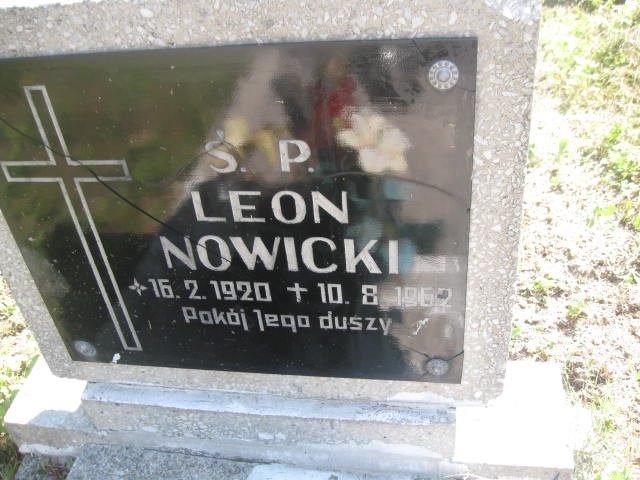 Ś. P.
LEON
NOWICKI
* 16. 2. 1920 + 10. 8. 1962
Pokój Jego duszy